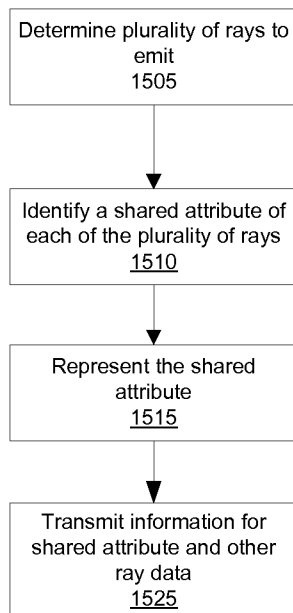 Determine plurality of rays to
emit
1505
Identify a shared attribute of
each of the plurality of rays
1510
Represent the shared
attribute
1515
Transmit information for
shared attribute and other
ray data
1525